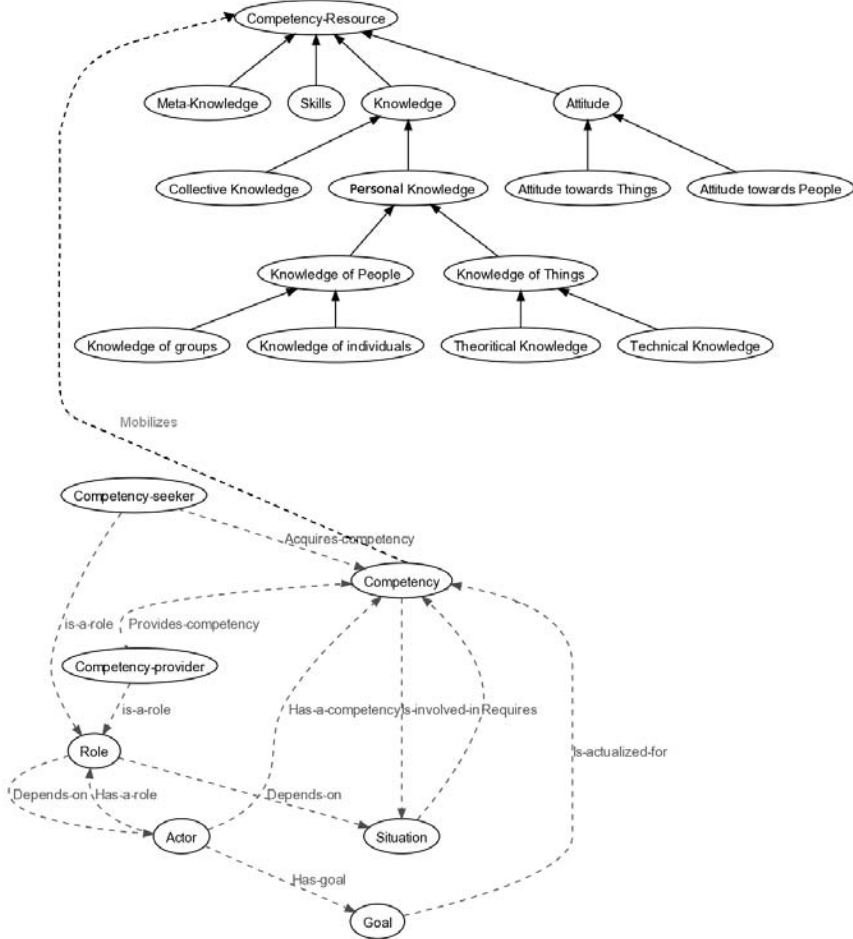 Competency-Resource
Meta-Knowledge
Skills
Knowledge
Attitude
Collective Knowledge
Personal Knowledge
Attitude towards Things
Attitude towards People
Knowledge of People
Knowledge of Things
Knowledge of groups
Knowledge of individuals
Theoritical Knowledge
Technical Knowledge
Mobilizes
Competency-seeker
Acquires-competency
Competency
is-a-role
Provides-competency
Competency-provider
is-a-role
Has-a-competency
Is-involved-in
Requires
Role
Is-actualized-for
Depends-on
Has-a-role
Depends-on
Actor
Situation
Has-goal
Goal